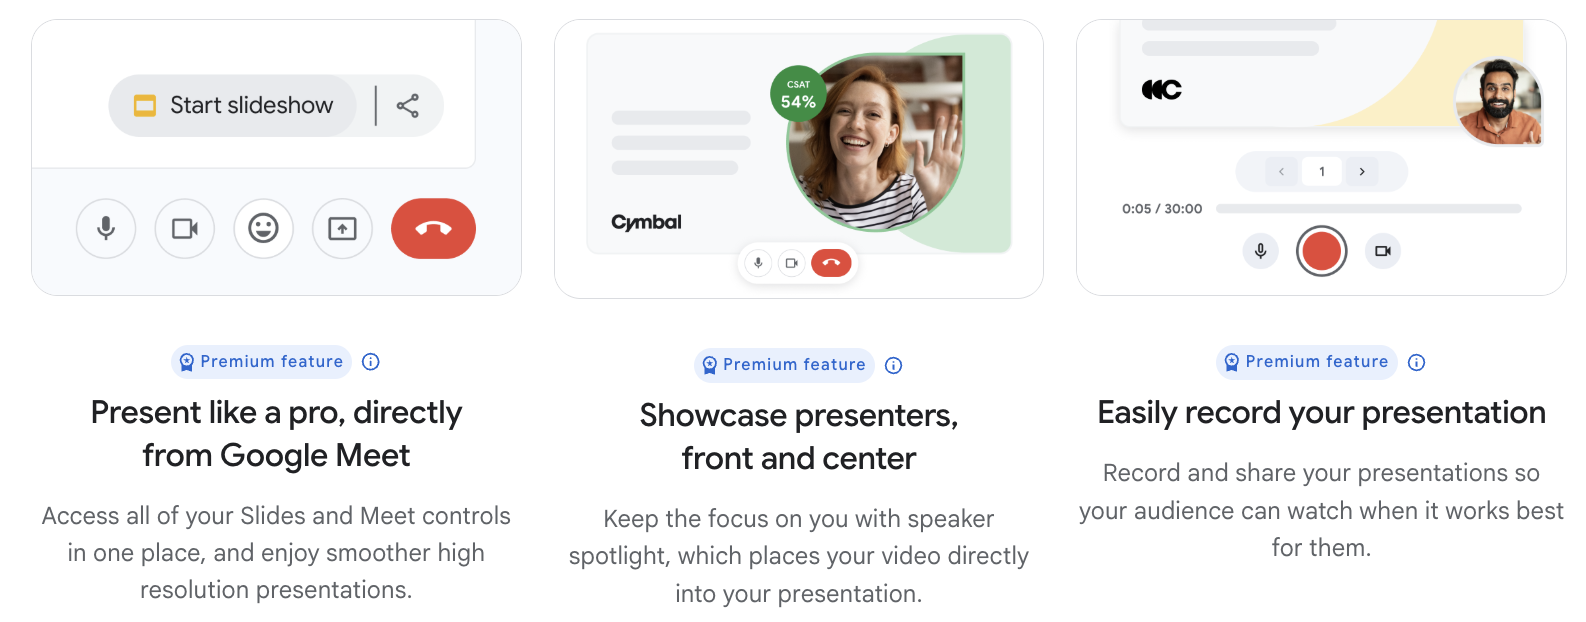 Start slideshow
Premium feature
Present like a pro, directly
from Google Meet
Access all of your Slides and Meet controls
in one place, and enjoy smoother high
resolution presentations.
CSAT
54%
Cymbal
Premium feature
Showcase presenters,
front and center
Keep the focus on you with speaker
spotlight, which places your video directly
into your presentation.
1
0:05 / 30:00
Premium feature
Easily record your presentation
Record and share your presentations so
your audience can watch when it works best
for them.